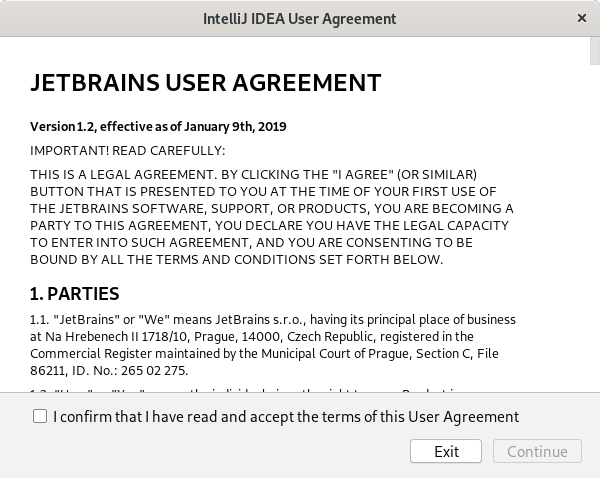 IntelliJ IDEA User Agreement
JETBRAINS USER AGREEMENT
Version 1.2, effective as of January 9th, 2019
IMPORTANT! READ CAREFULLY:
THIS IS A LEGAL AGREEMENT. BY CLICKING THE "I AGREE" (OR SIMILAR)
BUTTON THAT IS PRESENTED TO YOU AT THE TIME OF YOUR FIRST USE OF
THE JETBRAINS SOFTWARE, SUPPORT, OR PRODUCTS, YOU ARE BECOMING A
PARTY TO THIS AGREEMENT, YOU DECLARE YOU HAVE THE LEGAL CAPACITY
TO ENTER INTO SUCH AGREEMENT, AND YOU ARE CONSENTING TO BE
BOUND BY ALL THE TERMS AND CONDITIONS SET FORTH BELOW.
1. PARTIES
1.1. "JetBrains" or "We" means JetBrains s.r.o., having its principal place of business
at Na Hrebenech II 1718/10, Prague, 14000, Czech Republic, registered in the
Commercial Register maintained by the Municipal Court of Prague, Section C, File
86211, ID. No.: 265 02 275.
I confirm that I have read and accept the terms of this User Agreement
Exit
Continue